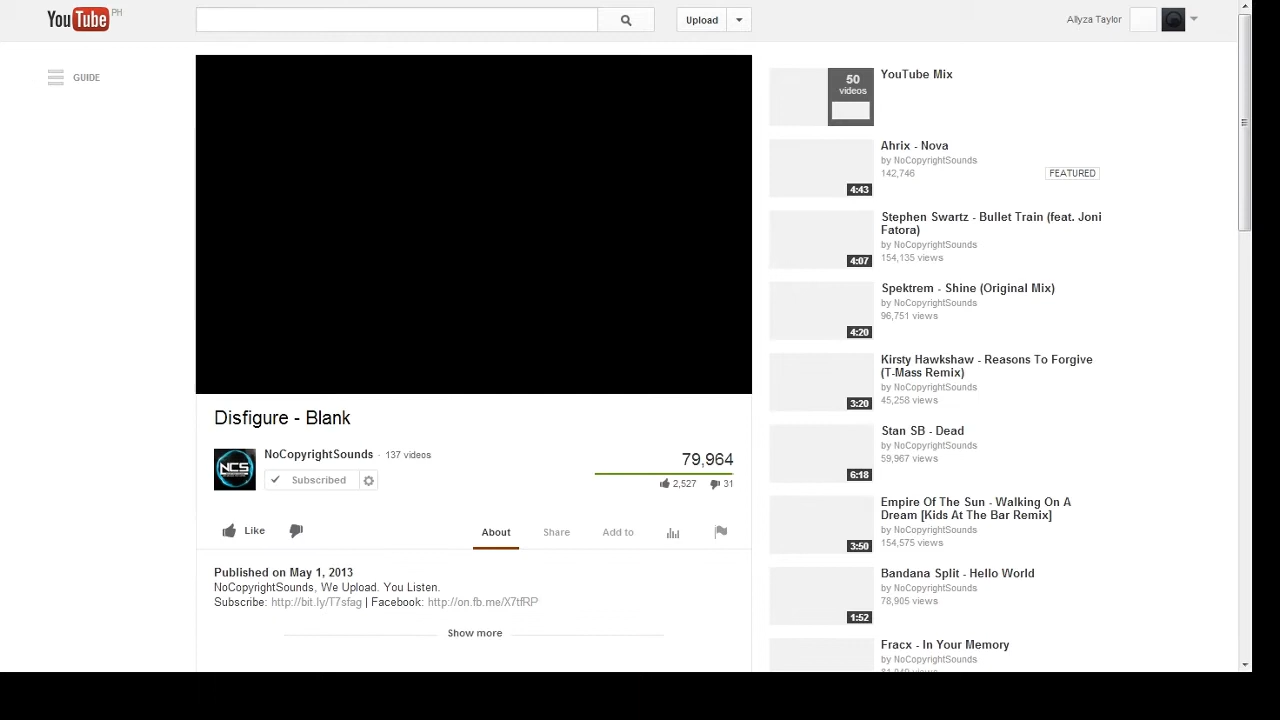 YouTube PH
Upload
Allyza Taylor
GUIDE
Disfigure - Blank
NCS
NoCopyrightSounds · 137 videos
Subscribed
79,964
2,527 31
Like
About Share Add to
Published on May 1, 2013
NoCopyrightSounds, We Upload. You Listen.
Subscribe: http://bit.ly/T7sfag | Facebook: http://on.fb.me/X7tfRP
Show more
50
videos
YouTube Mix
4:43
Ahrix - Nova
by NoCopyrightSounds
142,746
FEATURED
4:07
Stephen Swartz - Bullet Train (feat. Joni
Fatora)
by NoCopyrightSounds
154,135 views
4:20
Spektrem - Shine (Original Mix)
by NoCopyrightSounds
96,751 views
3:20
Kirsty Hawkshaw - Reasons To Forgive
(T-Mass Remix)
by NoCopyrightSounds
45,258 views
6:18
Stan SB - Dead
by NoCopyrightSounds
59,967 views
3:50
Empire Of The Sun - Walking On A
Dream [Kids At The Bar Remix]
by NoCopyrightSounds
154,575 views
1:52
Bandana Split - Hello World
by NoCopyrightSounds
78,905 views
Fracx - In Your Memory
by NoCopyrightSounds